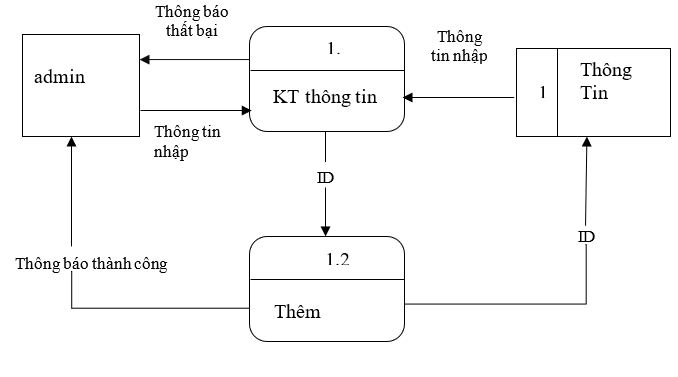 Thông báo
thất bại
1.
Thông
tin nhập
admin
KT thông tin
1
Thông
Tin
Thông tin
nhập
ID
ID
1.2
Thông báo thành công
Thêm